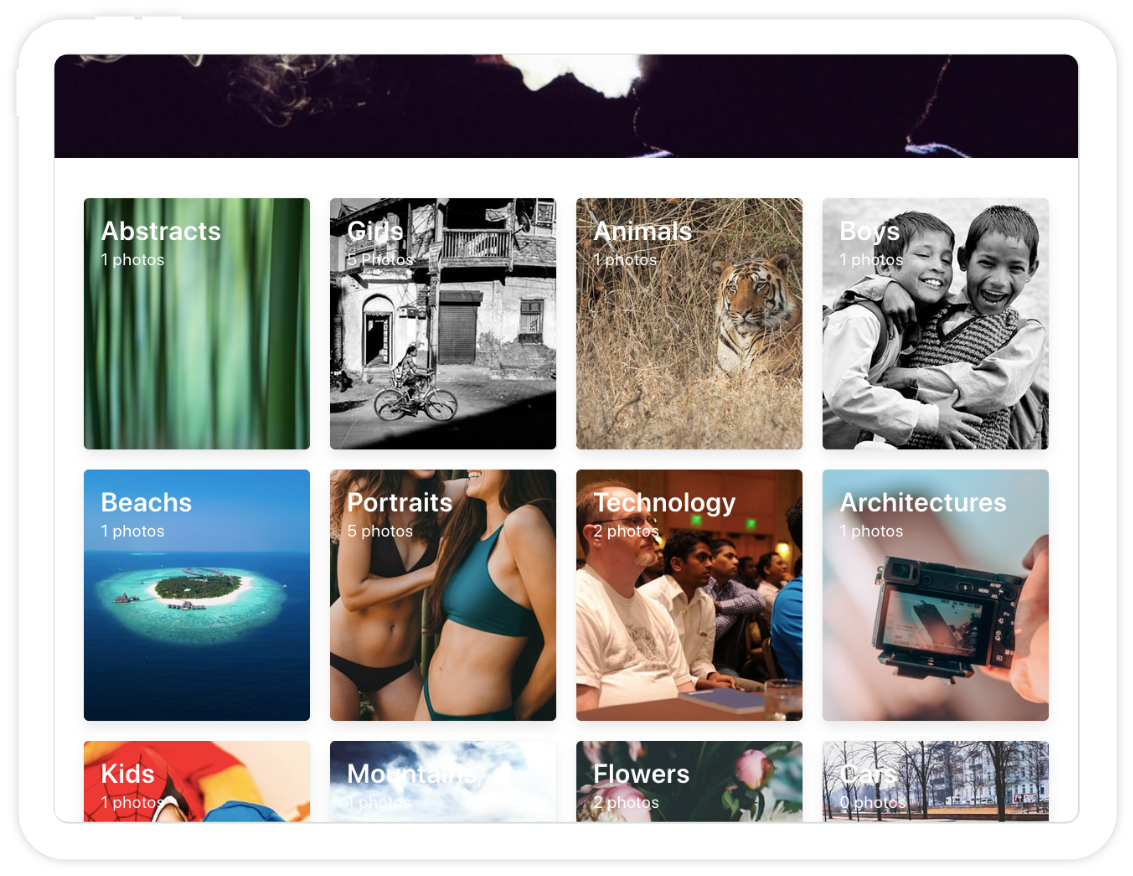 Abstracts
1 photos
Girls
5 Photos
Animals
1 photos
Boys
1 photos
Beachs
1 photos
Portraits
5 photos
Technology
2 photos
Architectures
1 photos
Kids
1 photos
Mountains
1 photos
Flowers
2 photos
Cars
0 photos